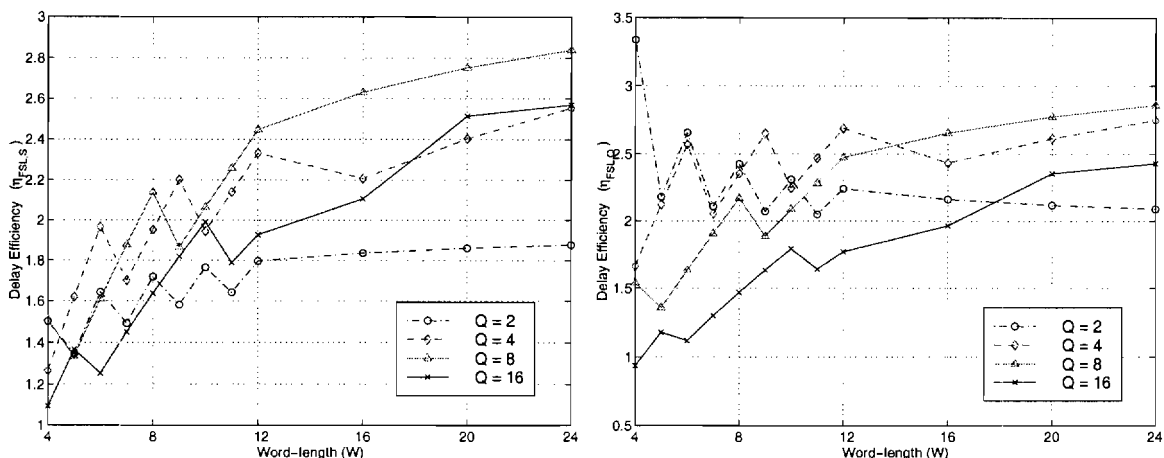 3
2.8
2.6
2.4
2.2
2
1.8
1.6
1.4
1.2
1
4 8 12 16 20 24
Word-length (W)
Delay Efficiency (ηFSLS)
Q = 2
Q = 4
Q = 8
Q = 16
3.5
3
2.5
2
1.5
1
0.5
4 8 12 16 20 24
Word-length (W)
Delay Efficiency
Q = 2
Q = 4
Q = 8
Q = 16